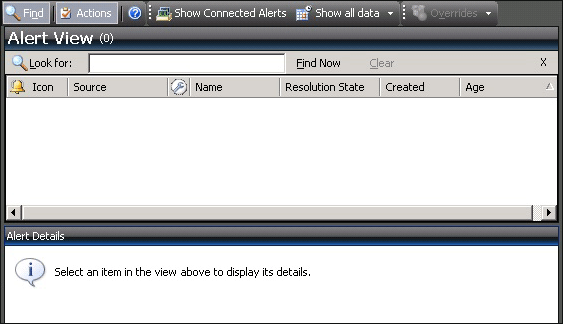 Find Actions Show Connected Alerts Show all data Overrides
Alert View (0)
Look for: Find Now Clear X
Icon Source Name Resolution State Created Age
Alert Details
Select an item in the view above to display its details.